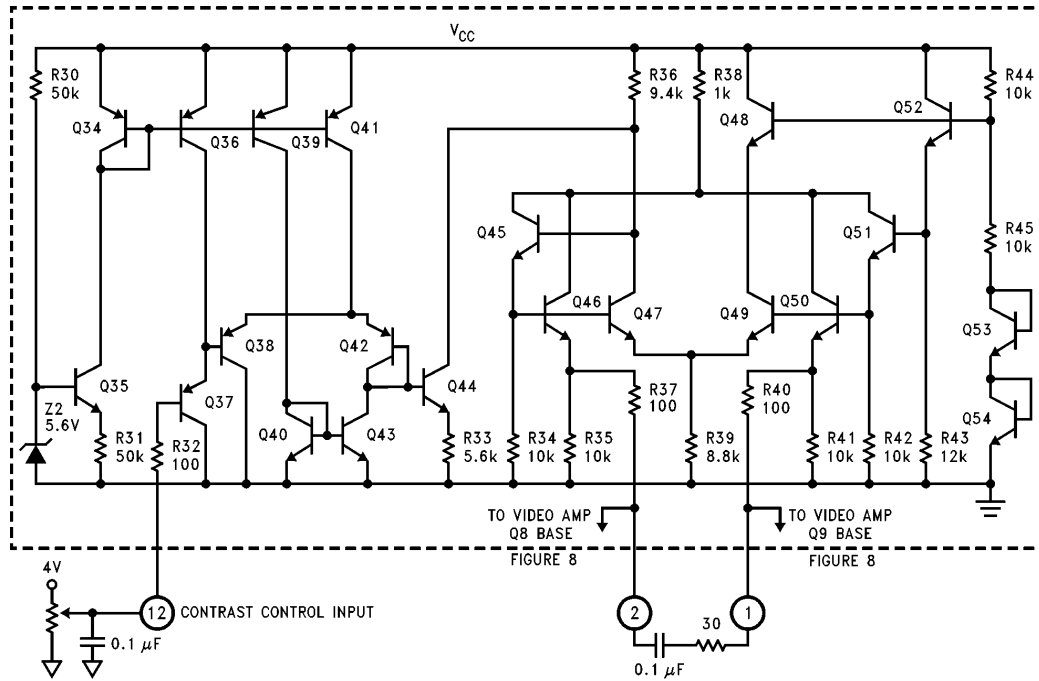 VCC
R30
50k
Q34
Q36
Q39
Q41
R36
9.4k
R38
1k
Q48
Q52
R44
10k
Q45
Q51
R45
10k
Q46
Q47
Q49
Q50
Q53
Q38
Q42
Q35
Q37
Q44
Q54
Z2
5.6V
R31
50k
R32
100
Q40
Q43
R33
5.6k
R34
10k
R35
10k
R37
100
R39
8.8k
R40
100
R41
10k
R42
10k
R43
12k
TO VIDEO AMP
Q8 BASE
TO VIDEO AMP
Q9 BASE
FIGURE 8
FIGURE 8
4V
12
CONTRAST CONTROL INPUT
2
1
0.1 μF
30
0.1 μF